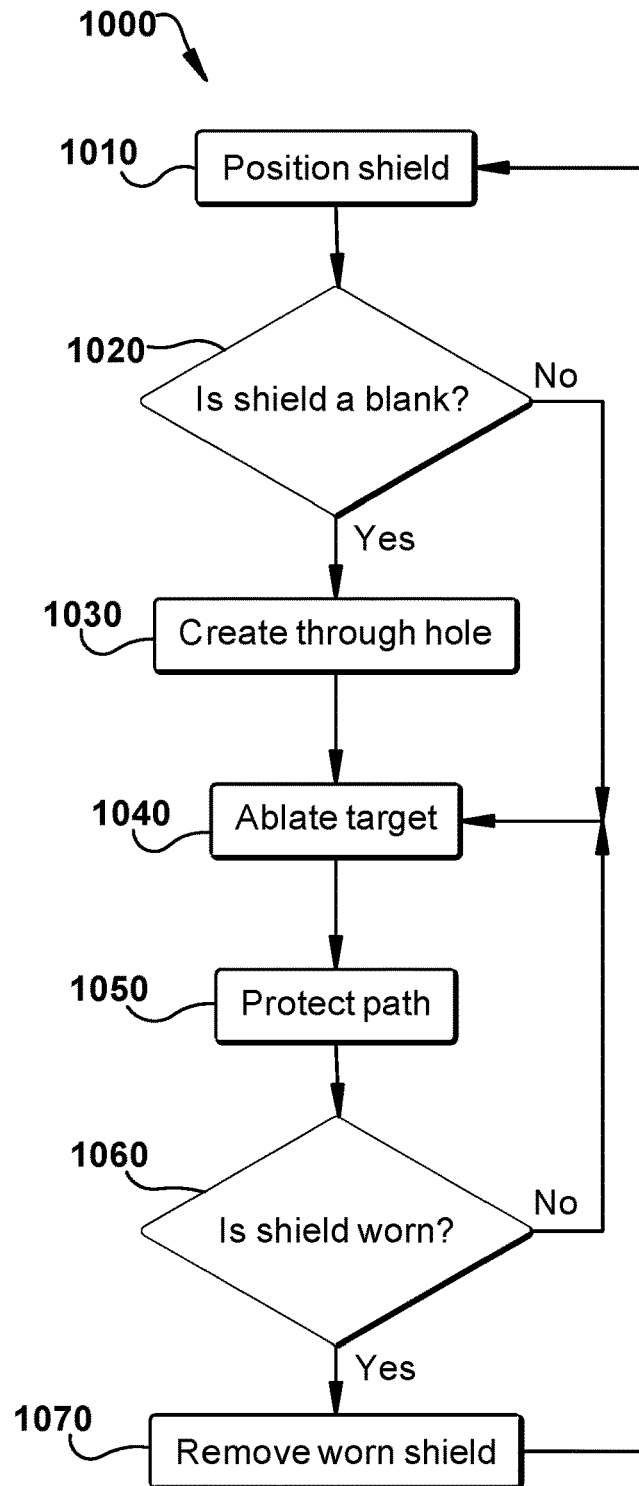 1000
1010
Position shield
1020
Is shield a blank?
No
Yes
1030
Create through hole
1040
Ablate target
1050
Protect path
1060
Is shield worn?
No
Yes
1070
Remove worn shield